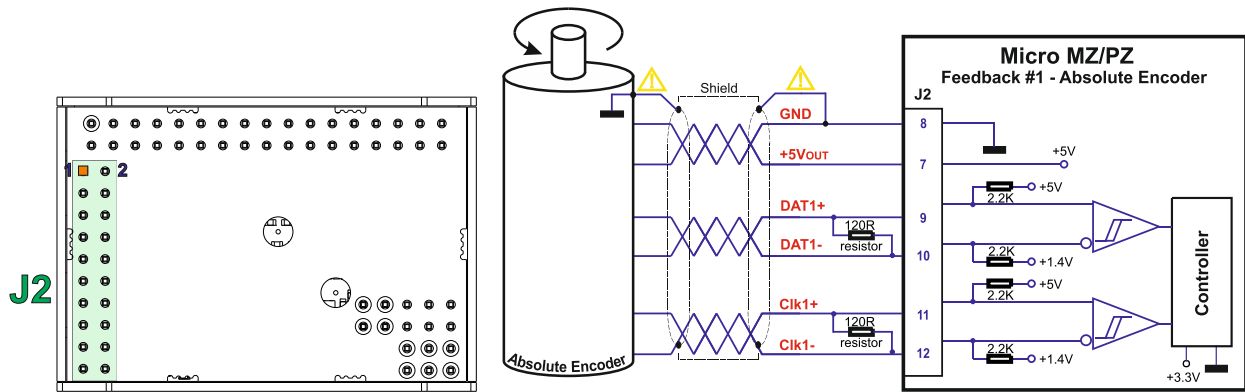 1 2
J2
Absolute Encoder
Shield
GND
+5VOUT
DAT1+
120R
resistor
DAT1-
Clk1+
120R
resistor
Clk1-
Micro MZ/PZ
Feedback #1 - Absolute Encoder
J2
8
7
+5V
9
+5V
2.2K
10
2.2K
+1.4V
+5V
2.2K
11
12
2.2K
+1.4V
Controller
+3.3V